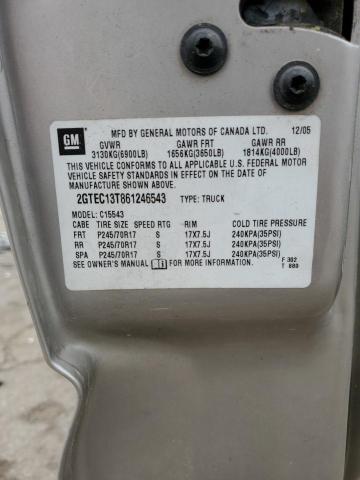 GM MFD BY GENERAL MOTORS OF CANADA LTD. 12/05
GVWR GAWR FRT GAWR RR
3130KG(6900LB) 1656KG(3650LB) 1814KG(4000LB)
THIS VEHICLE CONFORMS TO ALL APPLICABLE U.S. FEDERAL MOTOR
VEHICLE SAFETY STANDARDS IN EFFECT ON THE DATE OF
MANUFACTURE SHOWN ABOVE.
2GTEC13T861246543 TYPE: TRUCK
MODEL: C15543
CABE TIRE SIZE SPEED RTG RIM COLD TIRE PRESSURE
FRT P245/70R17 S 17X7.5J 240KPA(35PSI)
RR P245/70R17 S 17X7.5J 240KPA(35PSI)
SPA P245/70R17 S 17X7.5J 240KPA(35PSI)
SEE OWNER'S MANUAL FOR MORE INFORMATION. F 302
T 880